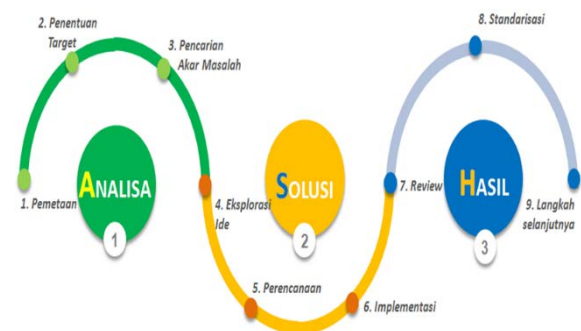 1. Pemetaan
2. Penentuan
Target
3. Pencarian
Akar Masalah
ANALISA
1
4. Eksplorasi
Ide
5. Perencanaan
6. Implementasi
SOLUSI
2
7. Review
8. Standarisasi
9. Langkah
selanjutnya
HASIL
3